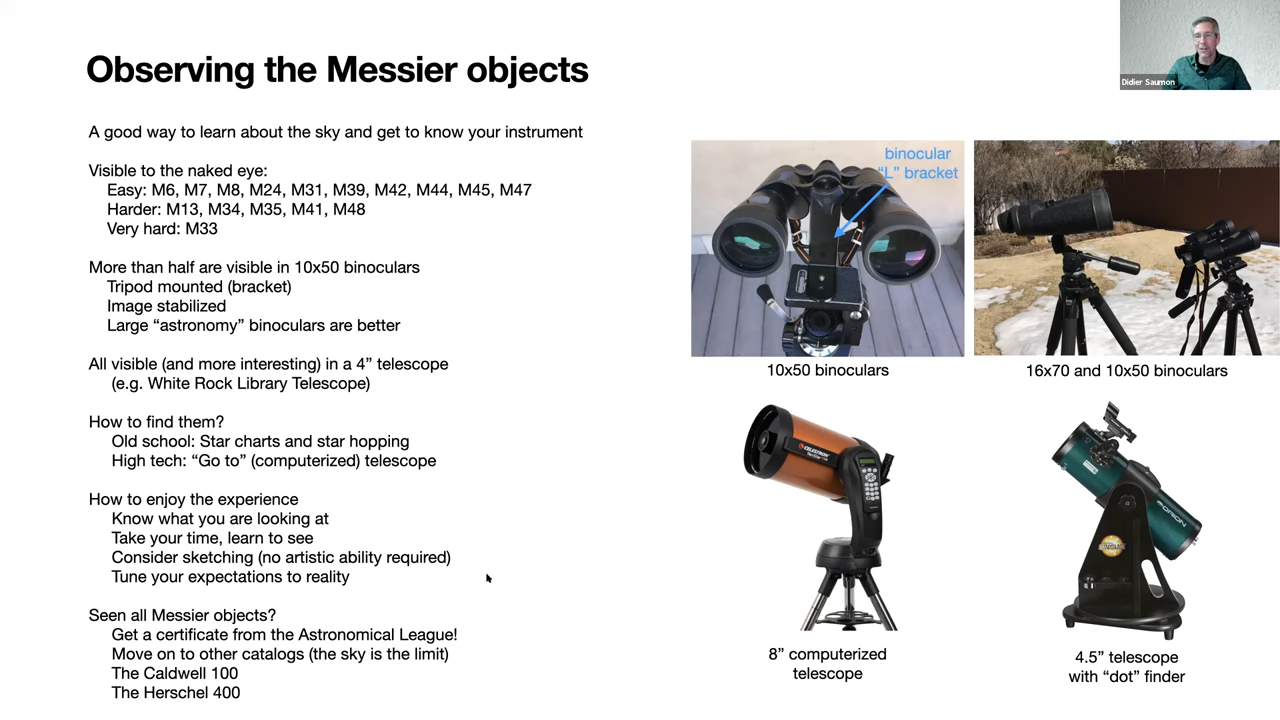 Observing the Messier objects
Didier Saumon
A good way to learn about the sky and get to know your instrument
Visible to the naked eye:
Easy: M6, M7, M8, M24, M31, M39, M42, M44, M45, M47
Harder: M13, M34, M35, M41, M48
Very hard: M33
More than half are visible in 10x50 binoculars
Tripod mounted (bracket)
Image stabilized
Large “astronomy” binoculars are better
All visible (and more interesting) in a 4” telescope
(e.g. White Rock Library Telescope)
How to find them?
Old school: Star charts and star hopping
High tech: “Go to” (computerized) telescope
How to enjoy the experience
Know what you are looking at
Take your time, learn to see
Consider sketching (no artistic ability required)
Tune your expectations to reality
Seen all Messier objects?
Get a certificate from the Astronomical League!
Move on to other catalogs (the sky is the limit)
The Caldwell 100
The Herschel 400
binocular
“L” bracket
10x50 binoculars
16x70 and 10x50 binoculars
CELESTRON
8” computerized
telescope
ORION
4.5” telescope
with “dot” finder